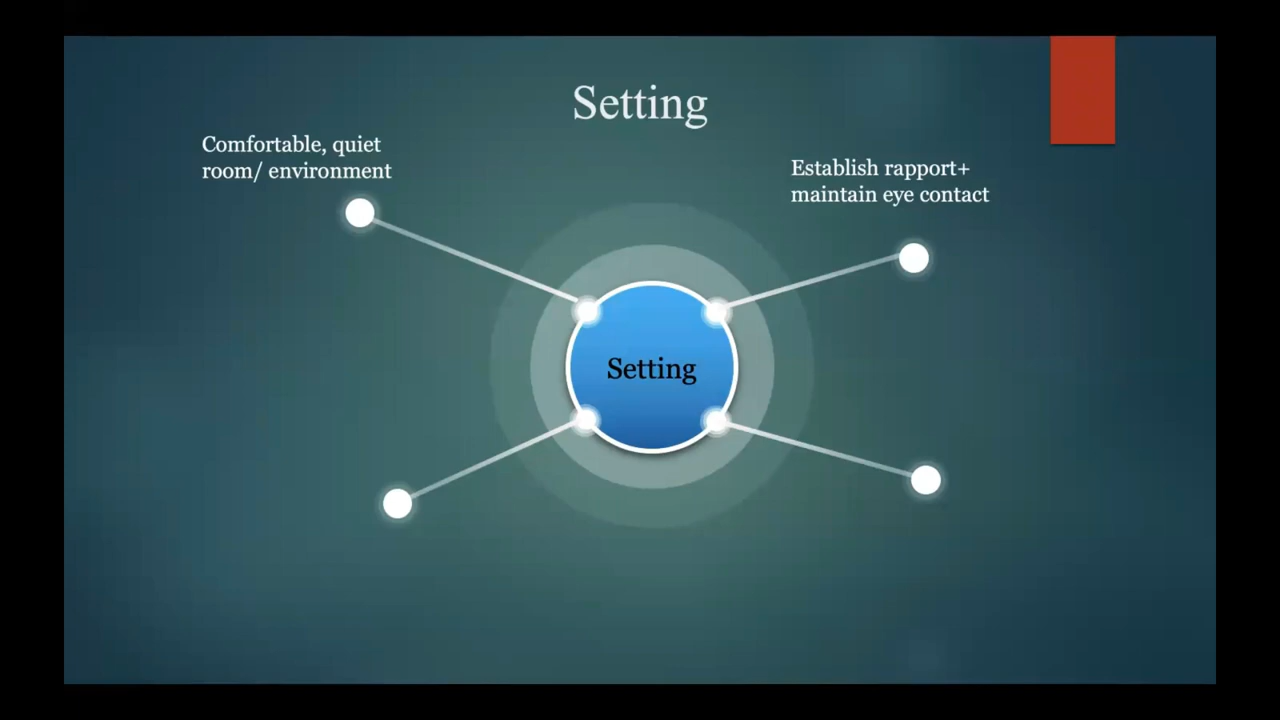 Setting
Comfortable, quiet
room/ environment
Establish rapport+
maintain eye contact
Setting